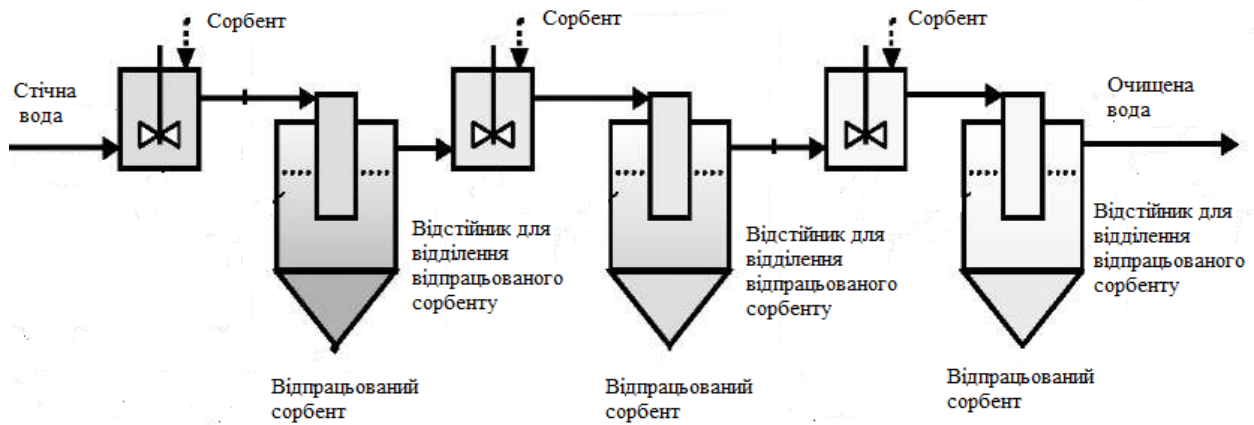 Сорбент
Сорбент
Сорбент
Стічна
вода
Очищена
вода
Відстійник для
відділення
відпрацьованого
сорбенту
Відстійник для
відділення
відпрацьованого
сорбенту
Відстійник для
відділення
відпрацьованого
сорбенту
Відпрацьований
сорбент
Відпрацьований
сорбент
Відпрацьований
сорбент